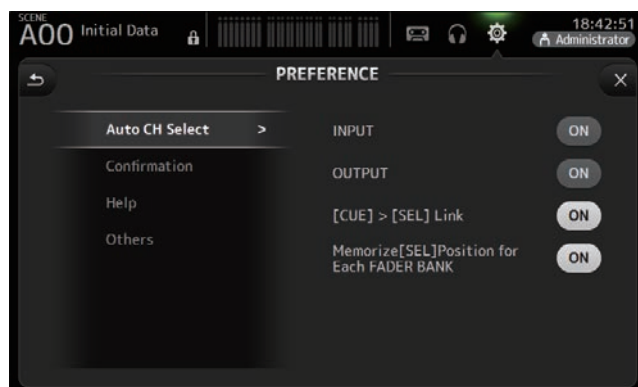 SCENE
A00 Initial Data
18:42:51
Administrator
PREFERENCE
Auto CH Select >
Confirmation
Help
Others
INPUT ON
OUTPUT ON
[CUE] > [SEL] Link ON
Memorize[SEL]Position for
Each FADER BANK ON